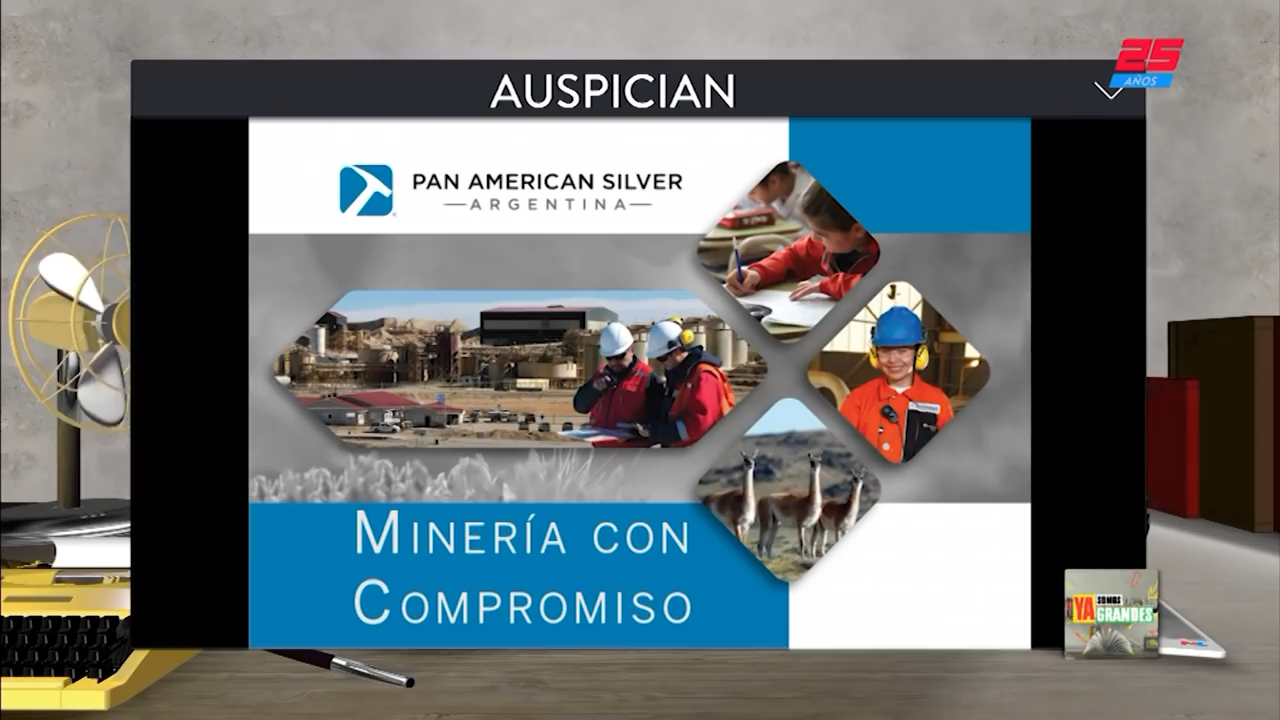 AUSPICIAN
25
AÑOS
PAN AMERICAN SILVER
ARGENTINA
MINERÍA CON
COMPROMISO
YA SOMOS
GRANDES